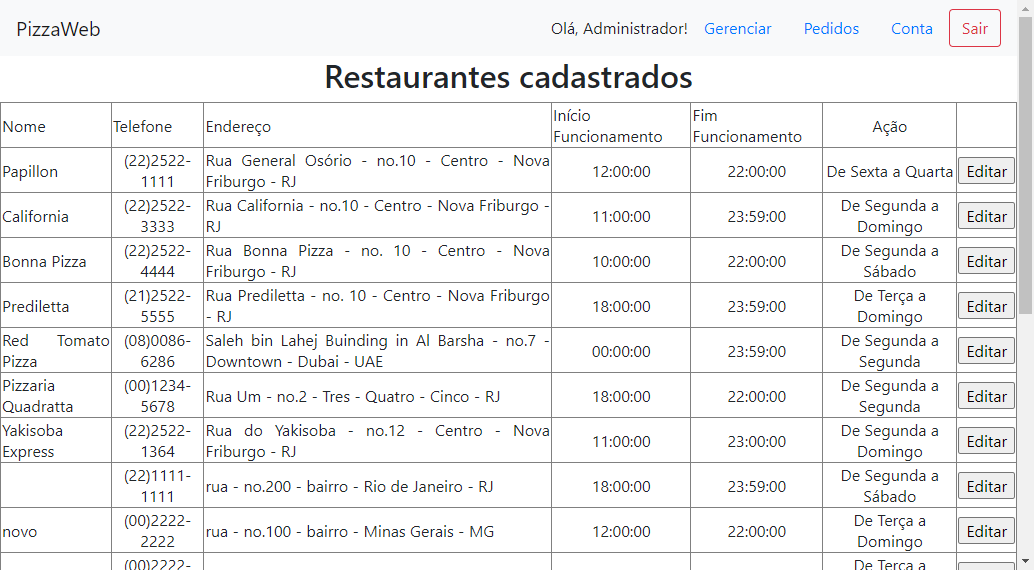 PizzaWeb Olá, Administrador! Gerenciar Pedidos Conta Sair
Restaurantes cadastrados
Nome Telefone Endereço Início Funcionamento Fim Funcionamento Ação
Papillon (22)2522-1111 Rua General Osório - no.10 - Centro - Nova Friburgo - RJ 12:00:00 22:00:00 De Sexta a Quarta Editar
California (22)2522-3333 Rua California - no.10 - Centro - Nova Friburgo - RJ 11:00:00 23:59:00 De Segunda a Domingo Editar
Bonna Pizza (22)2522-4444 Rua Bonna Pizza - no. 10 - Centro - Nova Friburgo - RJ 10:00:00 22:00:00 De Segunda a Sábado Editar
Prediletta (21)2522-5555 Rua Prediletta - no. 10 - Centro - Nova Friburgo - RJ 18:00:00 23:59:00 De Terça a Domingo Editar
Red Tomato Pizza (08)0086-6286 Saleh bin Lahej Buinding in Al Barsha - no.7 - Downtown - Dubai - UAE 00:00:00 23:59:00 De Segunda a Segunda Editar
Pizzaria Quadratta (00)1234-5678 Rua Um - no.2 - Tres - Quatro - Cinco - RJ 18:00:00 22:00:00 De Segunda a Segunda Editar
Yakisoba Express (22)2522-1364 Rua do Yakisoba - no.12 - Centro - Nova Friburgo - RJ 11:00:00 23:00:00 De Segunda a Domingo Editar
(22)1111-1111 rua - no.200 - bairro - Rio de Janeiro - RJ 18:00:00 23:59:00 De Segunda a Sábado Editar
novo (00)2222-2222 rua - no.100 - bairro - Minas Gerais - MG 12:00:00 22:00:00 De Terça a Domingo Editar
(00)2222- De Terça a